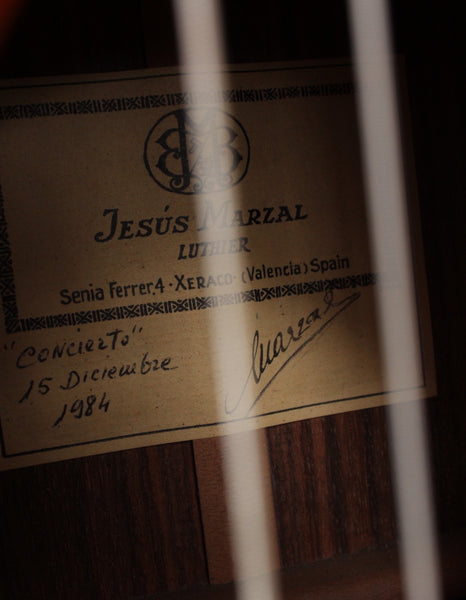 JESÚS MARZAL
LUTHIER
Senia Ferrer,4 · XERACO · (Valencia) Spain
"Concierto"
15 Diciembre
1984
Marzal